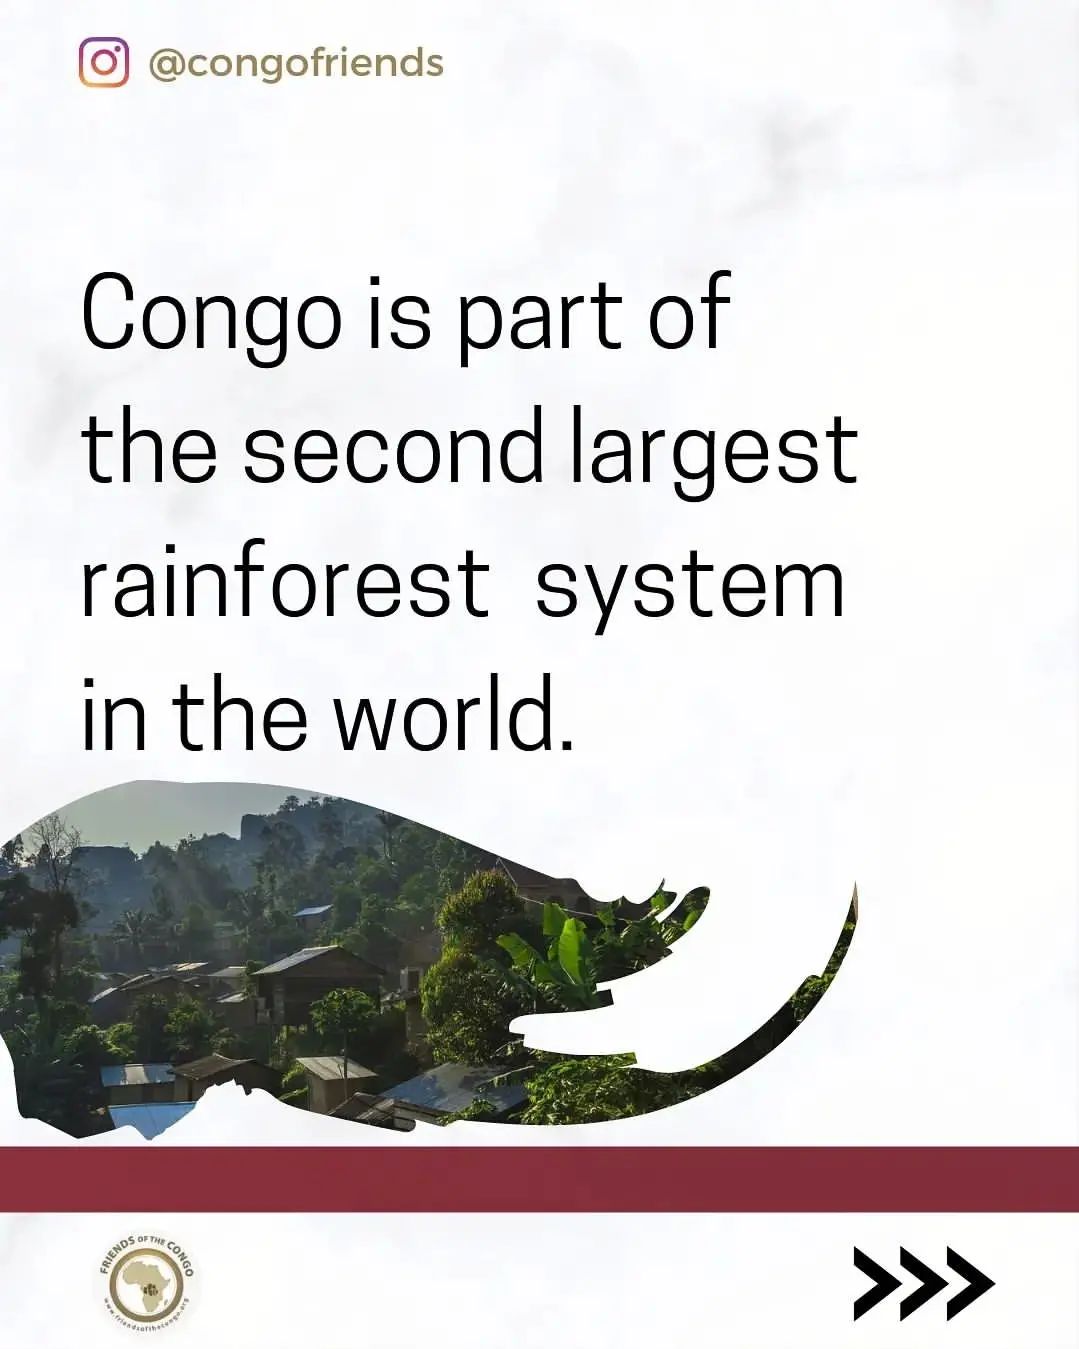 @congofriends
Congo is part of
the second largest
rainforest  system
in the world.
FRIENDS OF THE CONGO
www.friendsofthecongo.org